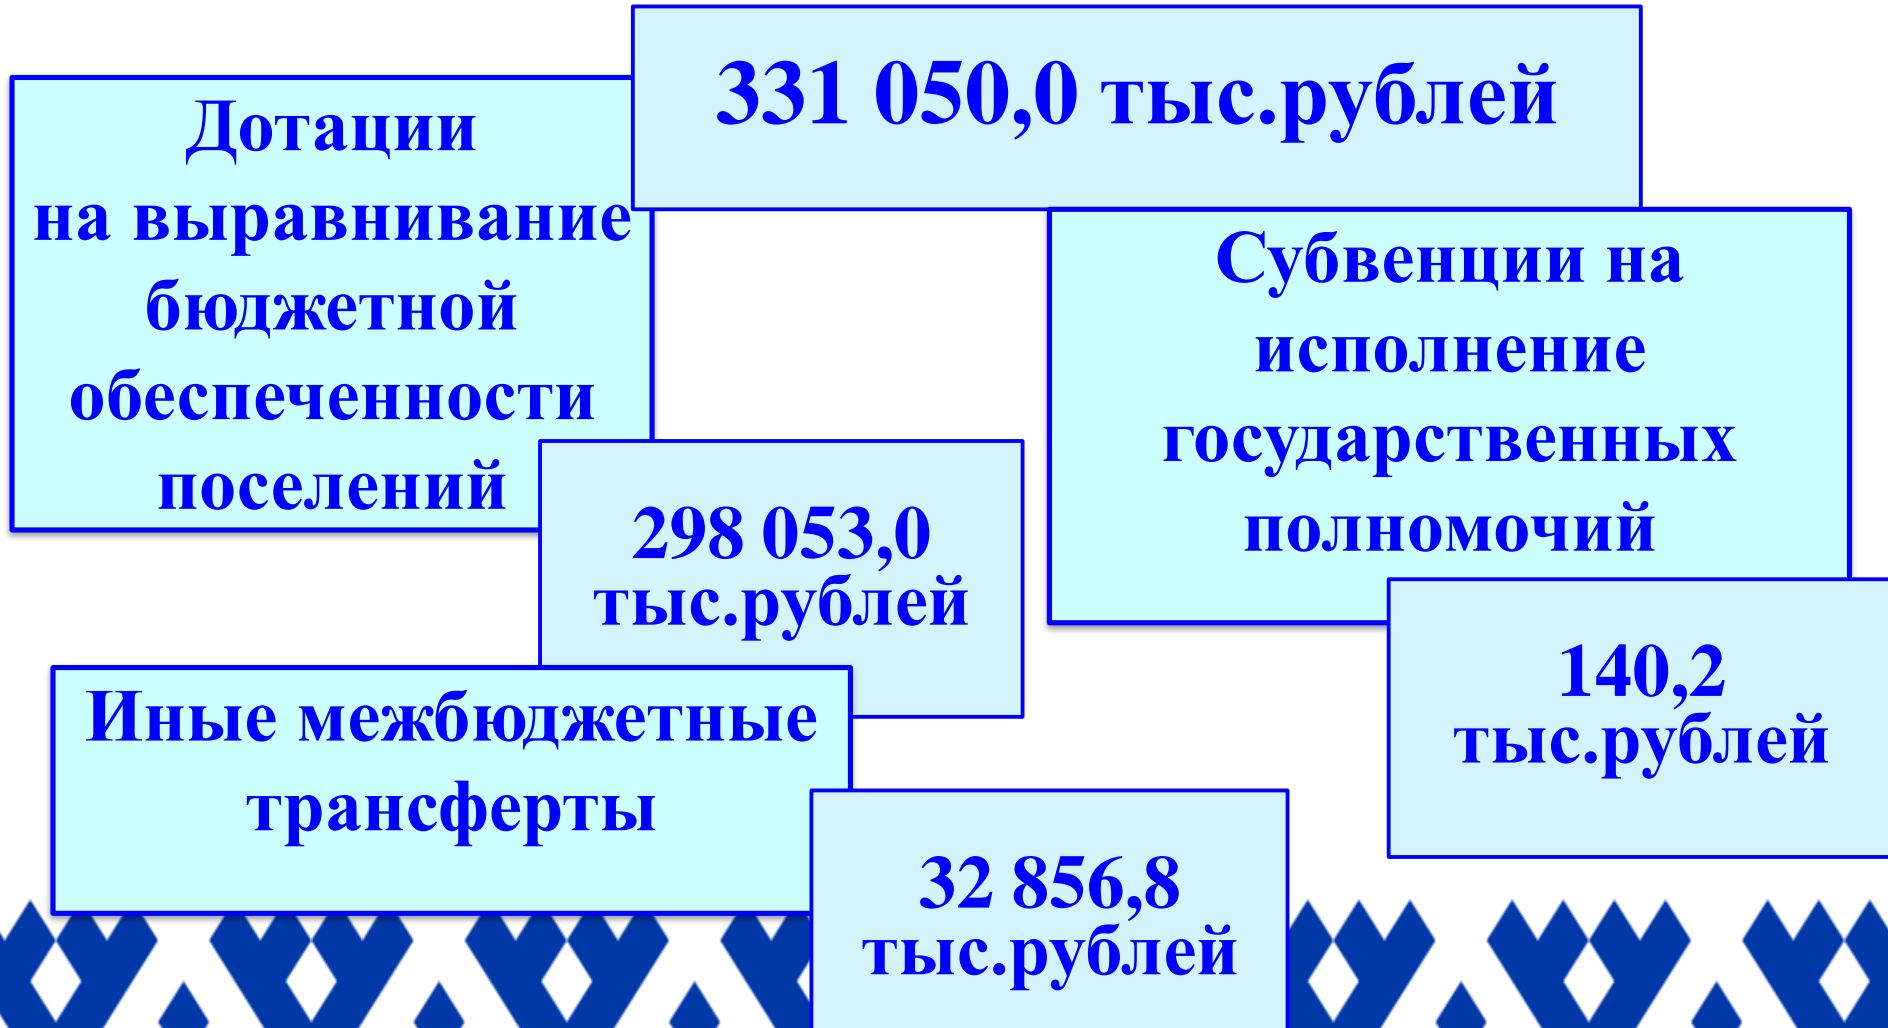 331 050,0 тыс.рублей
Дотации
на выравнивание
бюджетной
обеспеченности
поселений
298 053,0
тыс.рублей
Субвенции на
исполнение
государственных
полномочий
140,2
тыс.рублей
Иные межбюджетные
трансферты
32 856,8
тыс.рублей